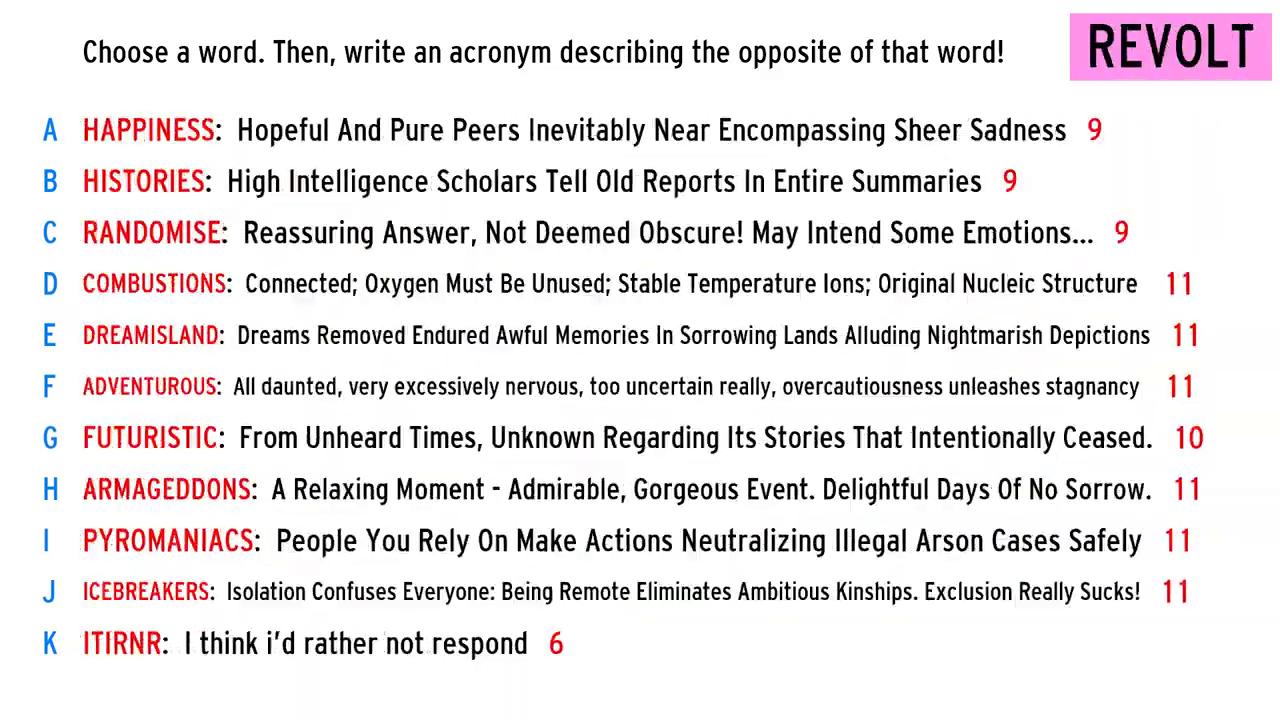 Choose a word. Then, write an acronym describing the opposite of that word!
REVOLT
A HAPPINESS: Hopeful And Pure Peers Inevitably Near Encompassing Sheer Sadness 9
B HISTORIES: High Intelligence Scholars Tell Old Reports In Entire Summaries 9
C RANDOMISE: Reassuring Answer, Not Deemed Obscure! May Intend Some Emotions... 9
D COMBUSTIONS: Connected; Oxygen Must Be Unused; Stable Temperature Ions; Original Nucleic Structure 11
E DREAMISLAND: Dreams Removed Endured Awful Memories In Sorrowing Lands Alluding Nightmarish Depictions 11
F ADVENTUROUS: All daunted, very excessively nervous, too uncertain really, overcautiousness unleashes stagnancy 11
G FUTURISTIC: From Unheard Times, Unknown Regarding Its Stories That Intentionally Ceased. 10
H ARMAGEDDONS: A Relaxing Moment - Admirable, Gorgeous Event. Delightful Days Of No Sorrow. 11
I PYROMANIACS: People You Rely On Make Actions Neutralizing Illegal Arson Cases Safely 11
J ICEBREAKERS: Isolation Confuses Everyone: Being Remote Eliminates Ambitious Kinships. Exclusion Really Sucks! 11
K ITIRNR: I think i'd rather not respond 6